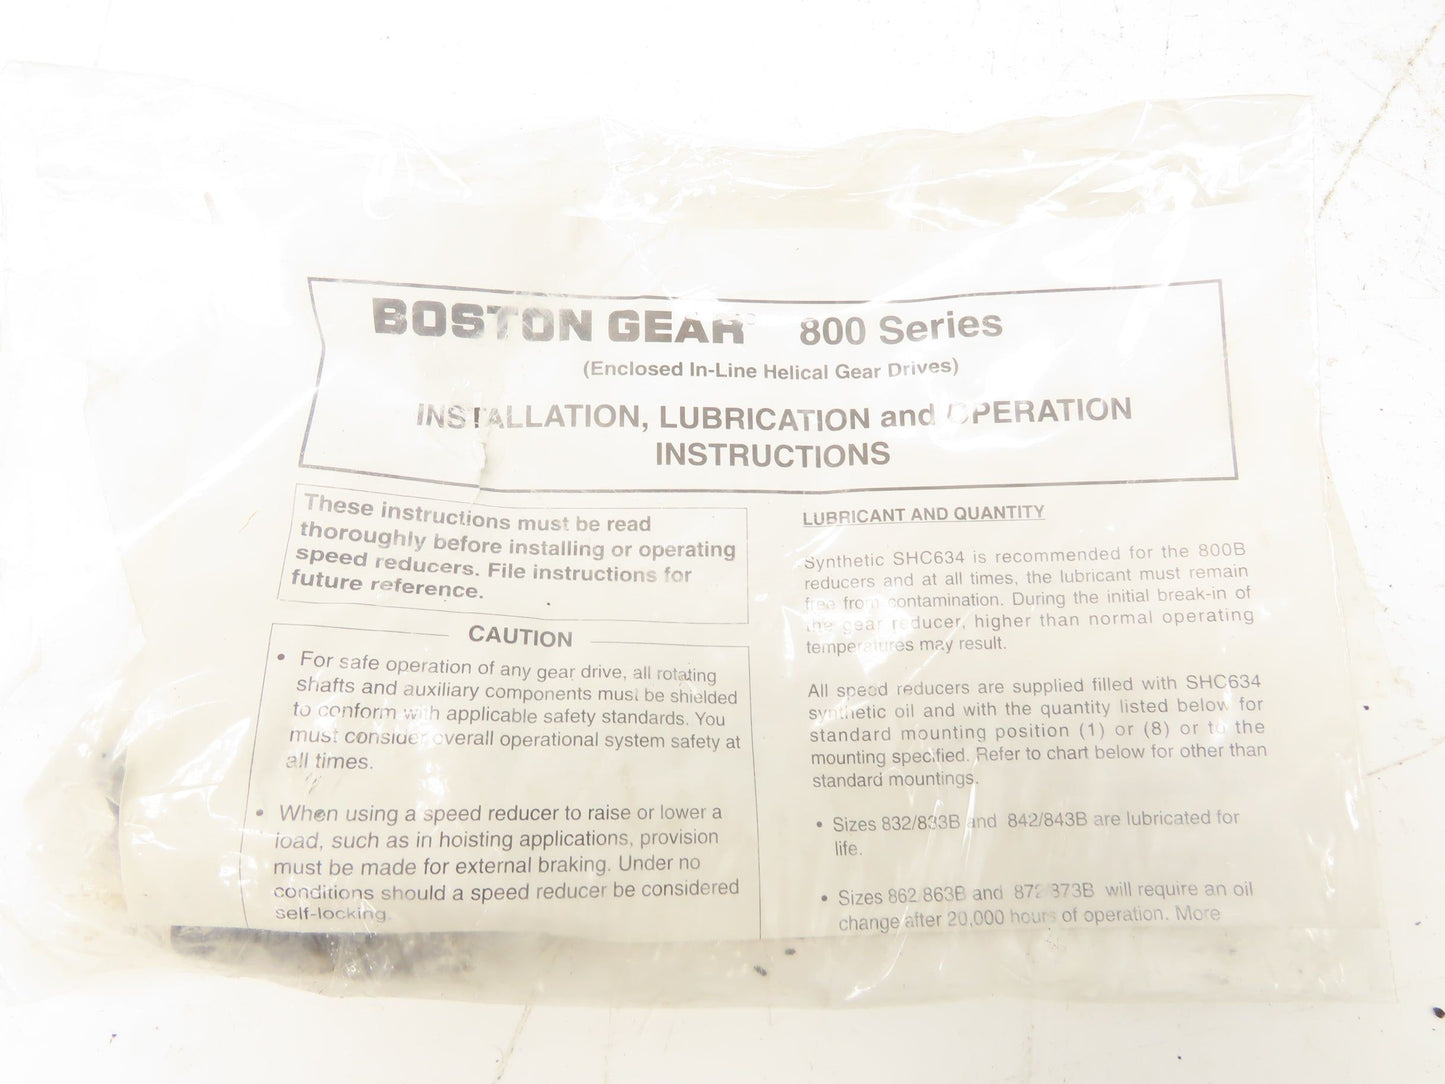 BOSTON GEAR® 800 Series
(Enclosed In-Line Helical Gear Drives)
INSTALLATION, LUBRICATION and OPERATION
INSTRUCTIONS
These instructions must be read
thoroughly before installing or operating
speed reducers. File instructions for
future reference.
CAUTION
• For safe operation of any gear drive, all rotating
shafts and auxiliary components must be shielded
to conform with applicable safety standards. You
must consider overall operational system safety at
all times.
• When using a speed reducer to raise or lower a
load, such as in hoisting applications, provision
must be made for external braking. Under no
conditions should a speed reducer be considered
self-locking.
LUBRICANT AND QUANTITY
Synthetic SHC634 is recommended for the 800B
reducers and at all times, the lubricant must remain
free from contamination. During the initial break-in of
the gear reducer, higher than normal operating
temperatures may result.
All speed reducers are supplied filled with SHC634
synthetic oil and with the quantity listed below for
standard mounting position (1) or (8) or to the
mounting specified. Refer to chart below for other than
standard mountings.
• Sizes 832/833B and 842/843B are lubricated for
life.
• Sizes 862/863B and 872/873B will require an oil
change after 20,000 hours of operation. More